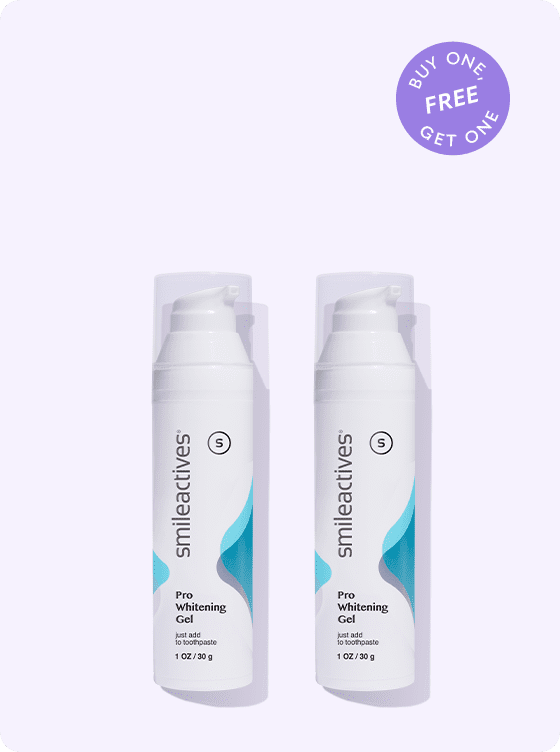 BUY ONE,
FREE
GET ONE
smileactives®
S
Pro
Whitening
Gel
just add
to toothpaste
1 OZ / 30 g
smileactives®
S
Pro
Whitening
Gel
just add
to toothpaste
1 OZ / 30 g